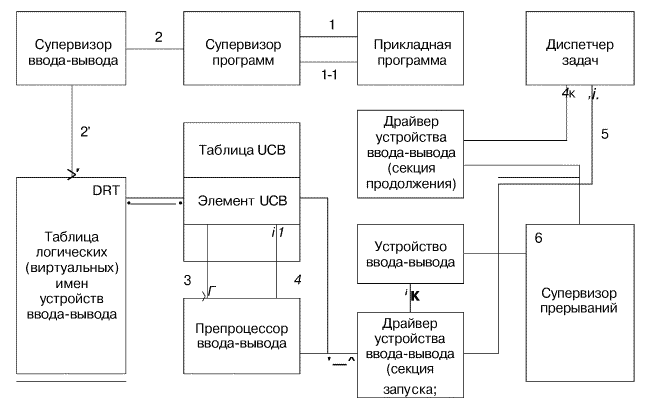 Супервизор
ввода-вывода
2
Супервизор
программ
1
1-1
Прикладная
программа
Диспетчер
задач
2'
4к
,i.
5
Таблица UCB
Элемент UCB
i 1
DRT
Таблица
логических
(виртуальных)
имен
устройств
ввода-вывода
Драйвер
устройства
ввода-вывода
(секция
продолжения)
3
4
Препроцессор
ввода-вывода
Устройство
ввода-вывода
i К
Драйвер
устройства
ввода-вывода
(секция
запуска;
6
Супервизор
прерываний